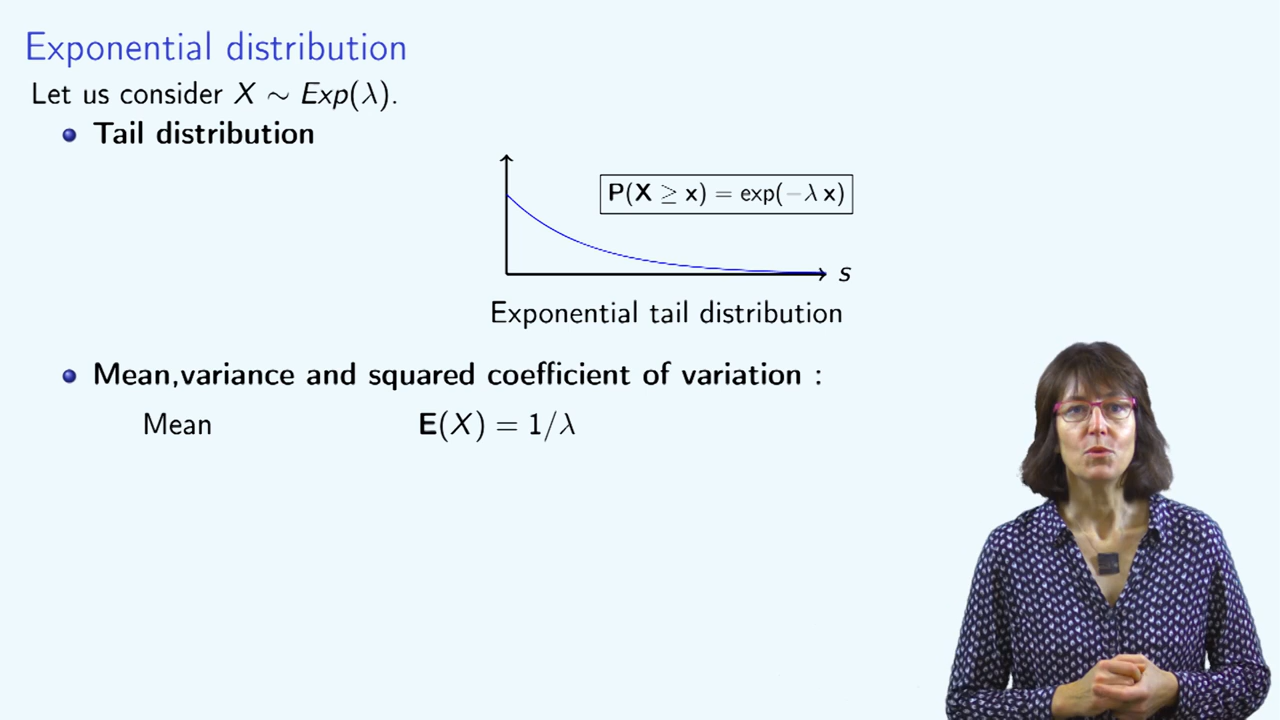 Exponential distribution
Let us consider X ∼ Exp(λ).
Tail distribution
P(X ≥ x) = exp(−λ x)
s
Exponential tail distribution
Mean,variance and squared coefficient of variation :
Mean E(X) = 1/λ